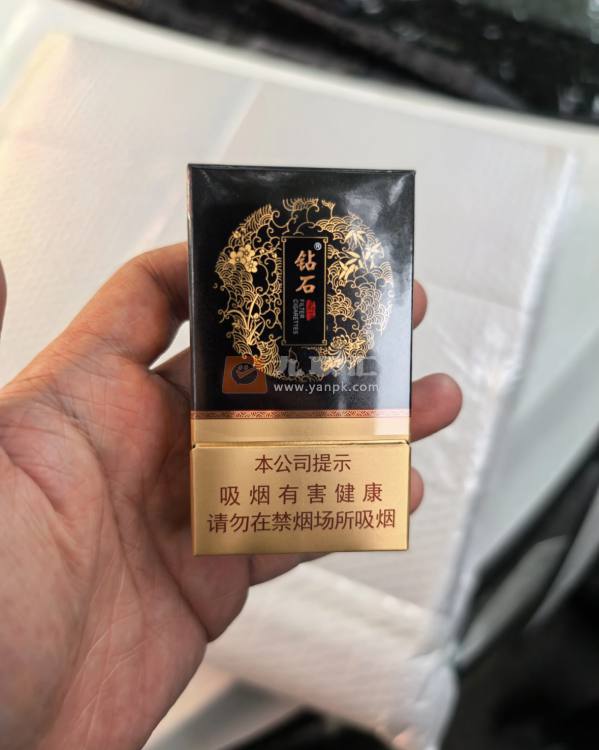 钻石®
FILTER
CIGARETTES
www.yanpk.com
本公司提示
吸烟有害健康
请勿在禁烟场所吸烟